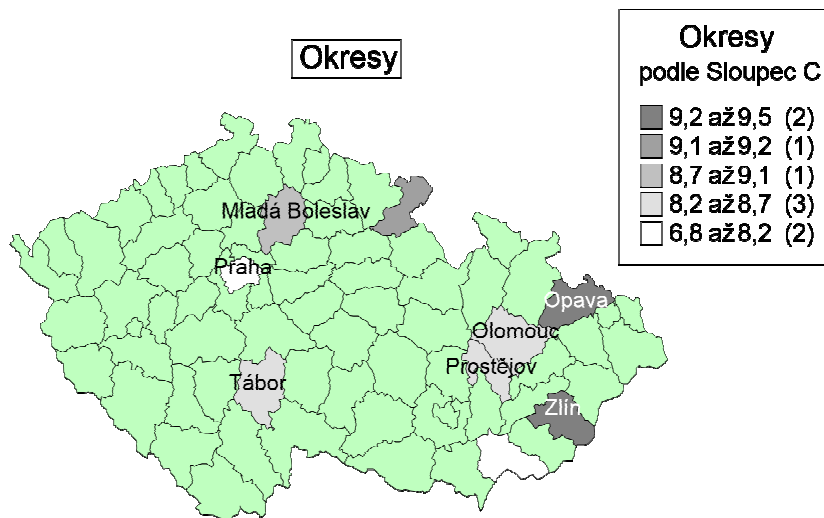 Okresy
Okresy
podle Sloupec C
9,2 až 9,5 (2)
9,1 až 9,2 (1)
8,7 až 9,1 (1)
8,2 až 8,7 (3)
6,8 až 8,2 (2)
Mladá Boleslav
Praha
Opava
Olomouc
Prostějov
Tábor
Zlín